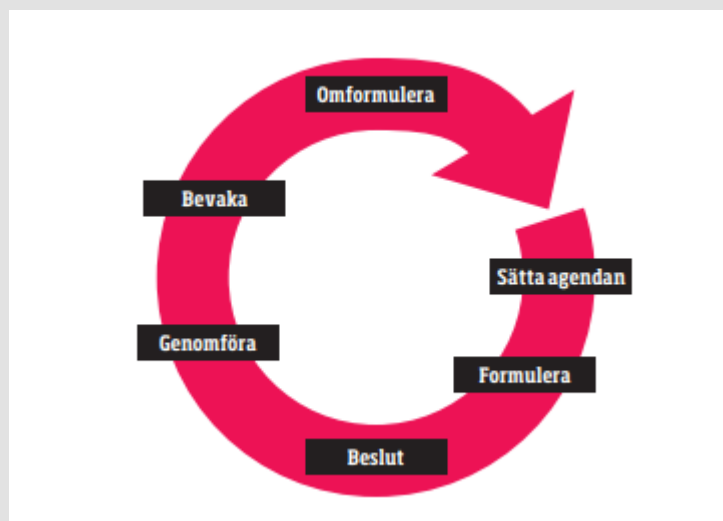 Omformulera
Bevaka
Sätta agendan
Genomföra
Formulera
Beslut